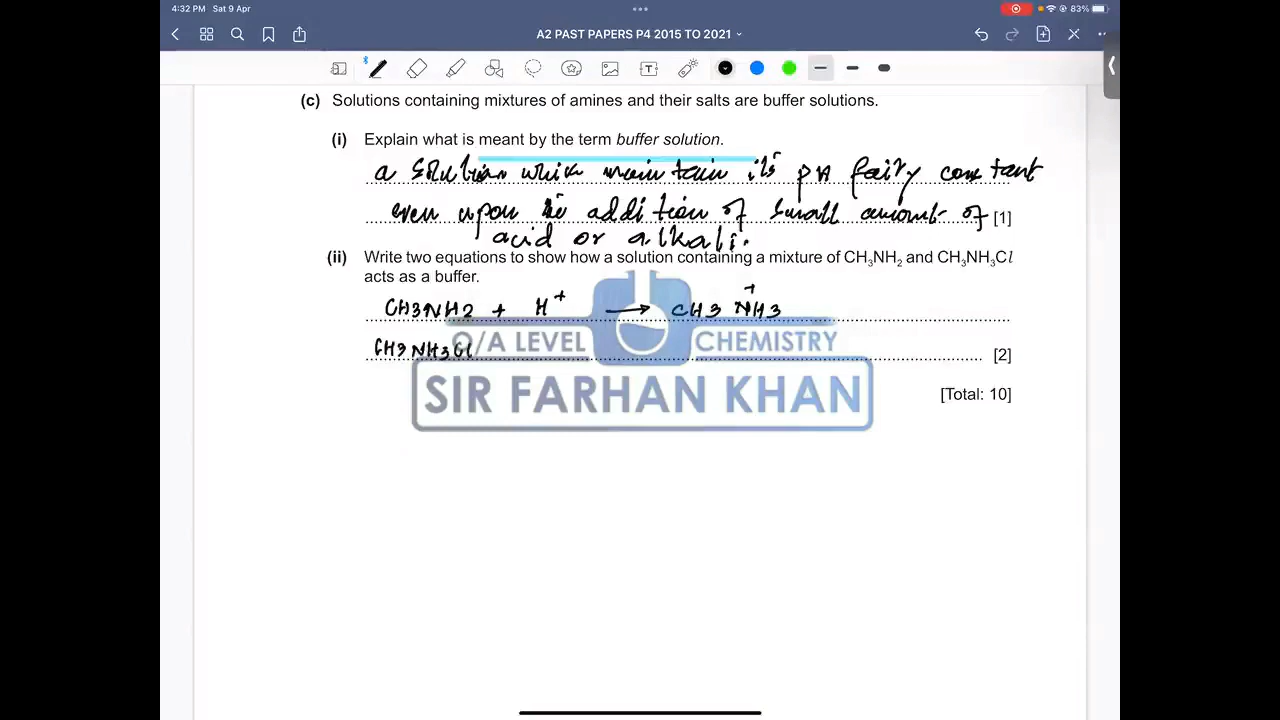 4:32 PM Sat 9 Apr
83%
A2 PAST PAPERS P4 2015 TO 2021
(c) Solutions containing mixtures of amines and their salts are buffer solutions.
(i) Explain what is meant by the term buffer solution.
a solution which maintain its pH fairly constant
even upon the addition of small amount of [1]
acid or alkali.
(ii) Write two equations to show how a solution containing a mixture of CH₃NH₂ and CH₃NH₃Cl
acts as a buffer.
CH3NH2 + H⁺ → CH3N⁺H3
O/A LEVEL CHEMISTRY
CH3NH3Cl [2]
SIR FARHAN KHAN
[Total: 10]